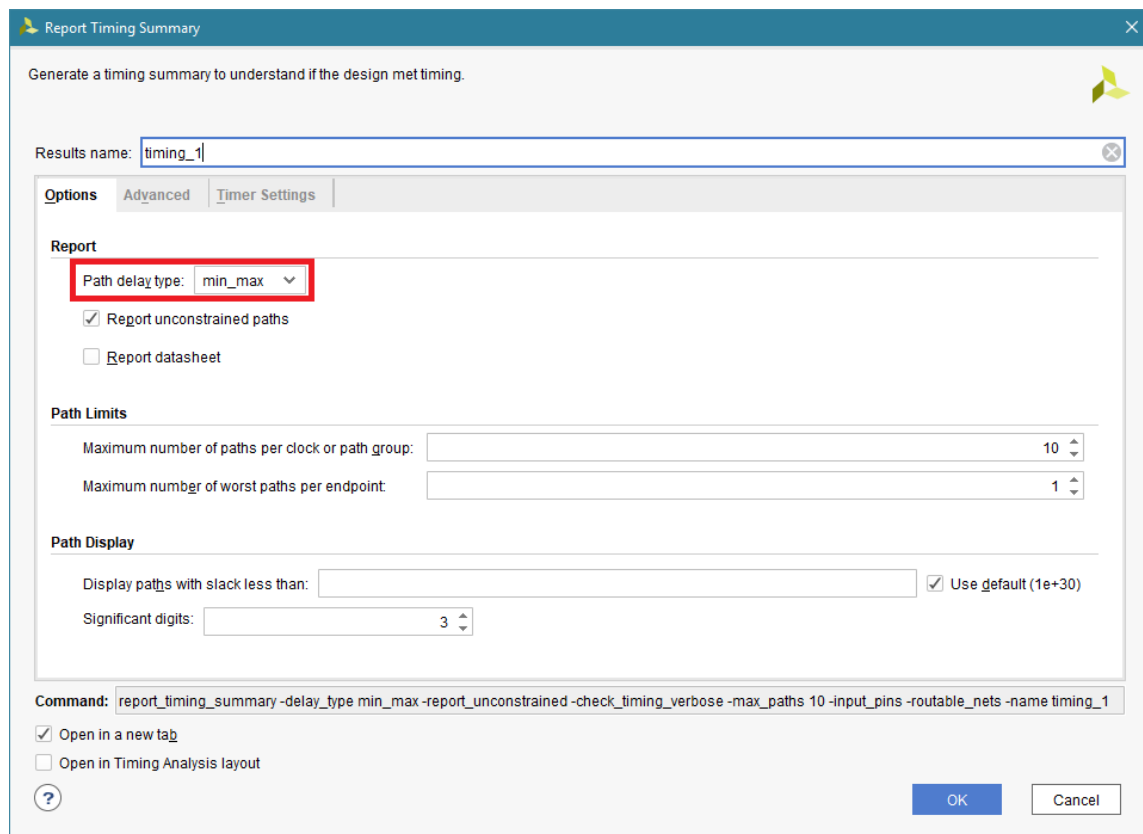 Report Timing Summary
Generate a timing summary to understand if the design met timing.
Results name: timing_1
Options Advanced Timer Settings
Report
Path delay type: min_max
Report unconstrained paths
Report datasheet
Path Limits
Maximum number of paths per clock or path group: 10
Maximum number of worst paths per endpoint: 1
Path Display
Display paths with slack less than: Use default (1e+30)
Significant digits: 3
Command: report_timing_summary -delay_type min_max -report_unconstrained -check_timing_verbose -max_paths 10 -input_pins -routable_nets -name timing_1
Open in a new tab
Open in Timing Analysis layout
? OK Cancel